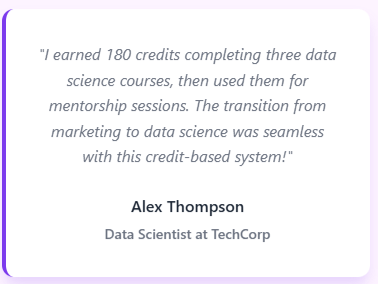 "I earned 180 credits completing three data
science courses, then used them for
mentorship sessions. The transition from
marketing to data science was seamless
with this credit-based system!"
Alex Thompson
Data Scientist at TechCorp